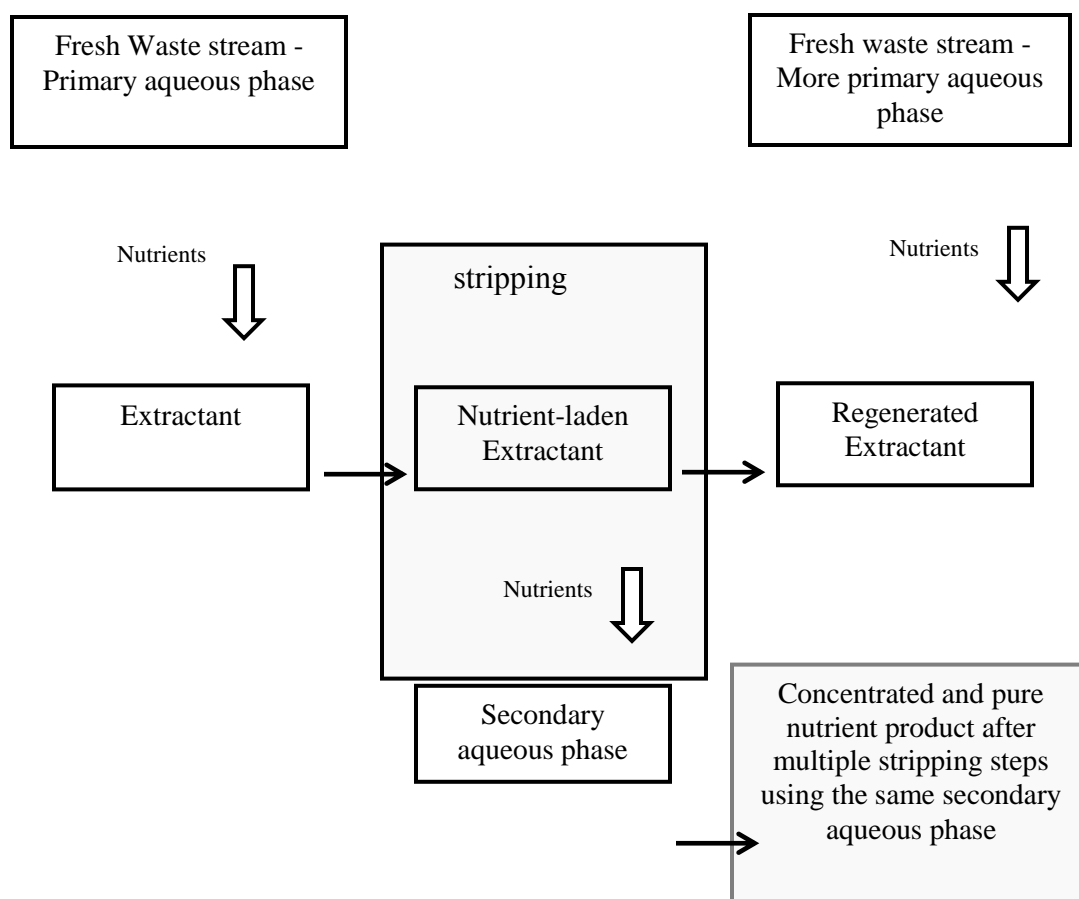 Fresh Waste stream -
Primary aqueous phase
Fresh waste stream -
More primary aqueous
phase
Nutrients
Nutrients
stripping
Extractant
Nutrient-laden
Extractant
Regenerated
Extractant
Nutrients
Secondary
aqueous phase
Concentrated and pure
nutrient product after
multiple stripping steps
using the same secondary
aqueous phase